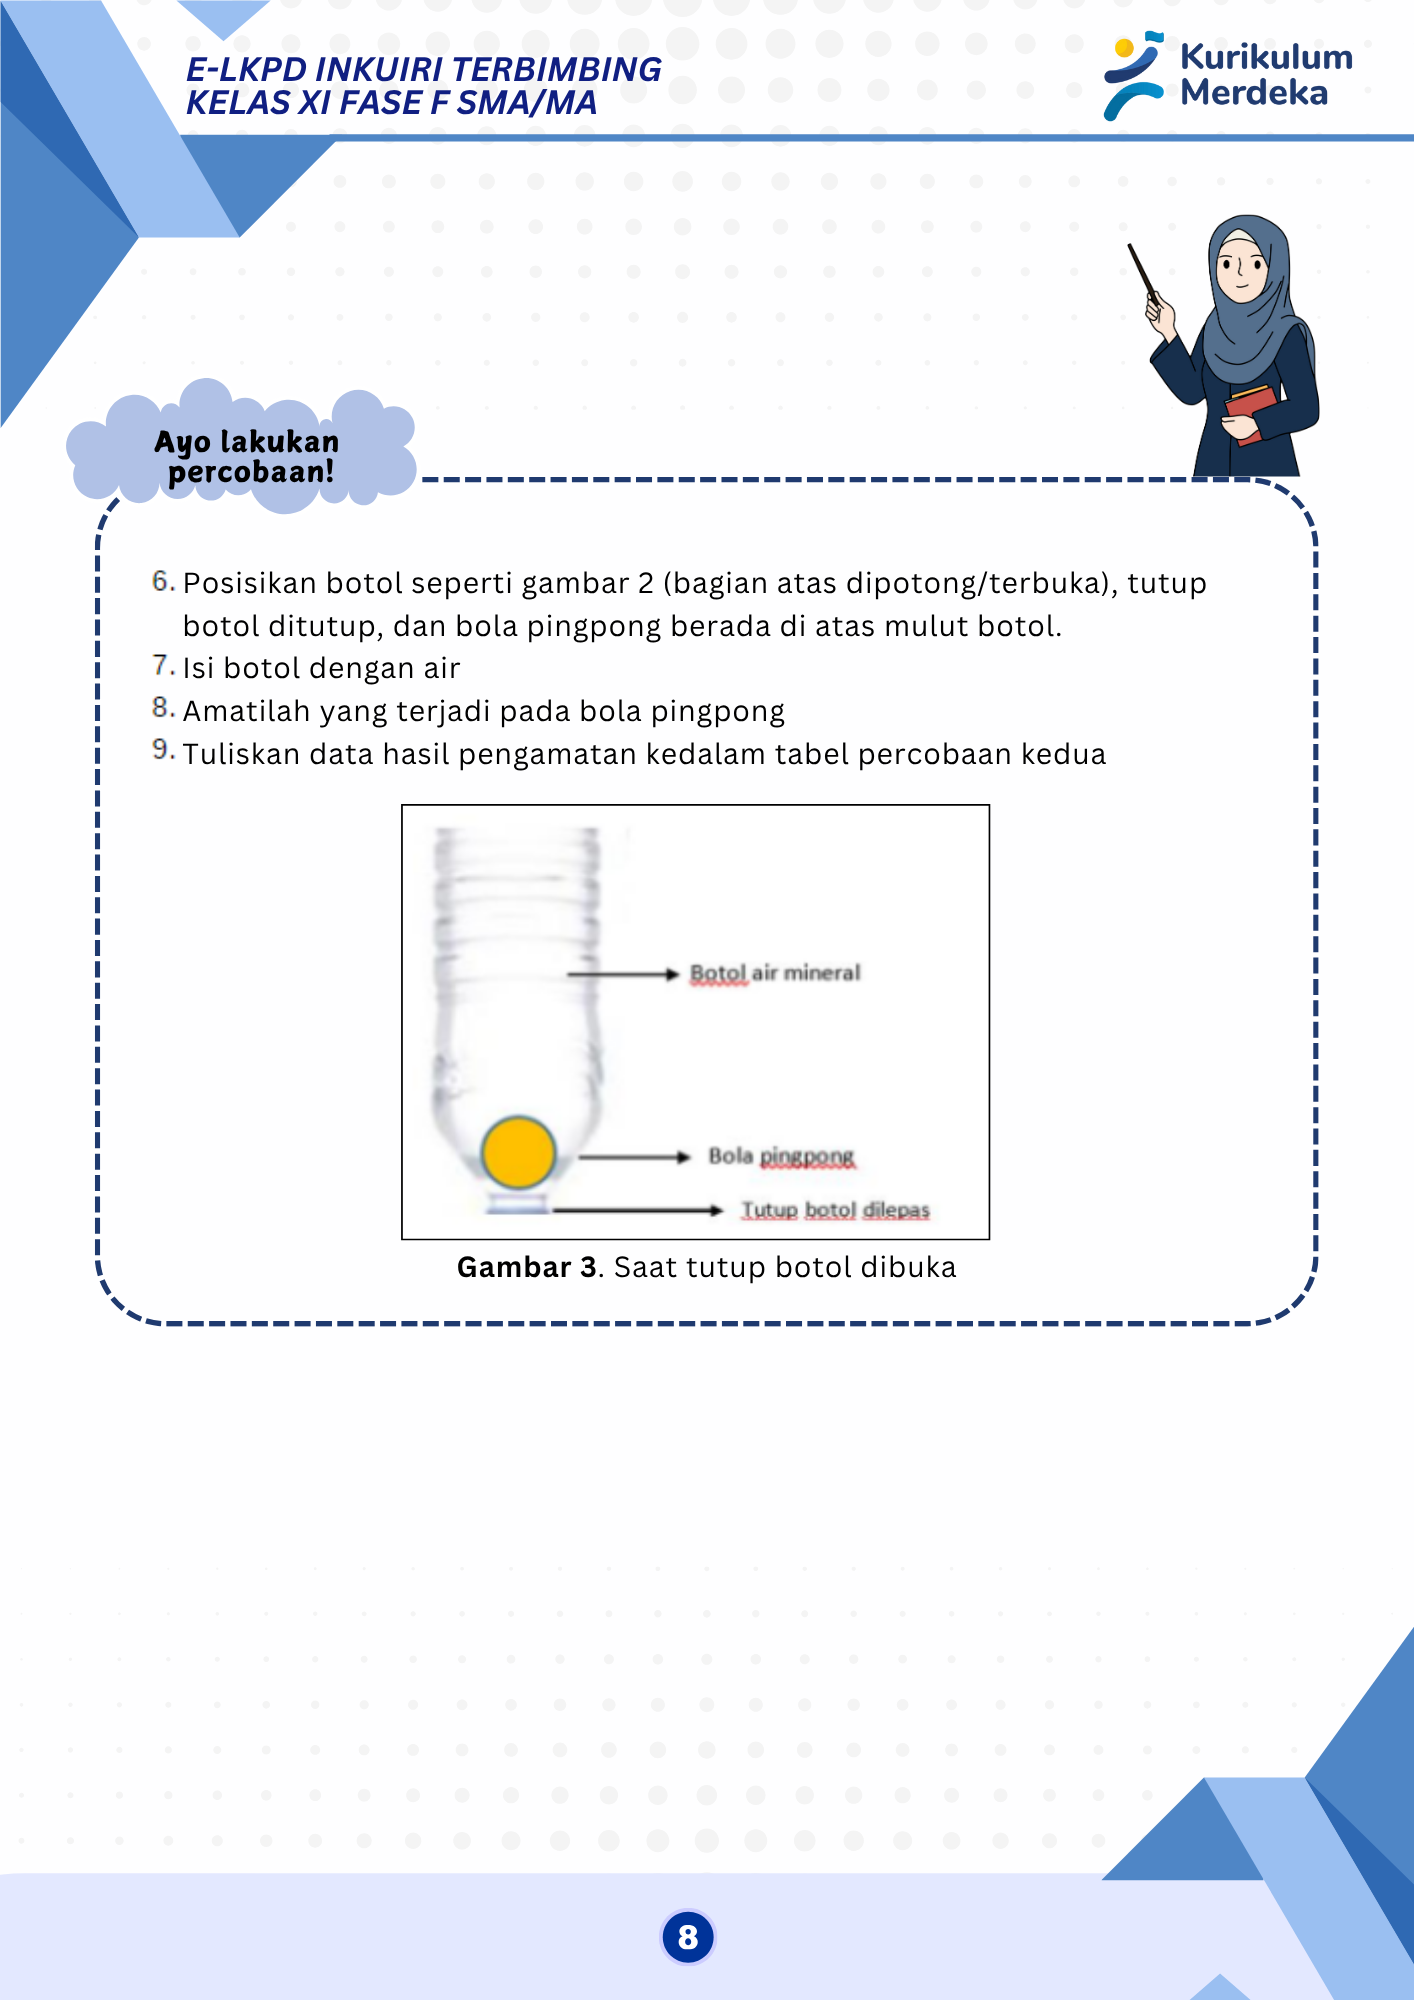 E-LKPD INKUIRI TERBIMBING
KELAS XI FASE F SMA/MA
Kurikulum
Merdeka
Ayo lakukan
percobaan!
6. Posisikan botol seperti gambar 2 (bagian atas dipotong/terbuka), tutup
botol ditutup, dan bola pingpong berada di atas mulut botol.
7. Isi botol dengan air
8. Amatilah yang terjadi pada bola pingpong
9. Tuliskan data hasil pengamatan kedalam tabel percobaan kedua
Botol air mineral
Bola pingpong
Tutup botol dilepas
Gambar 3. Saat tutup botol dibuka
8